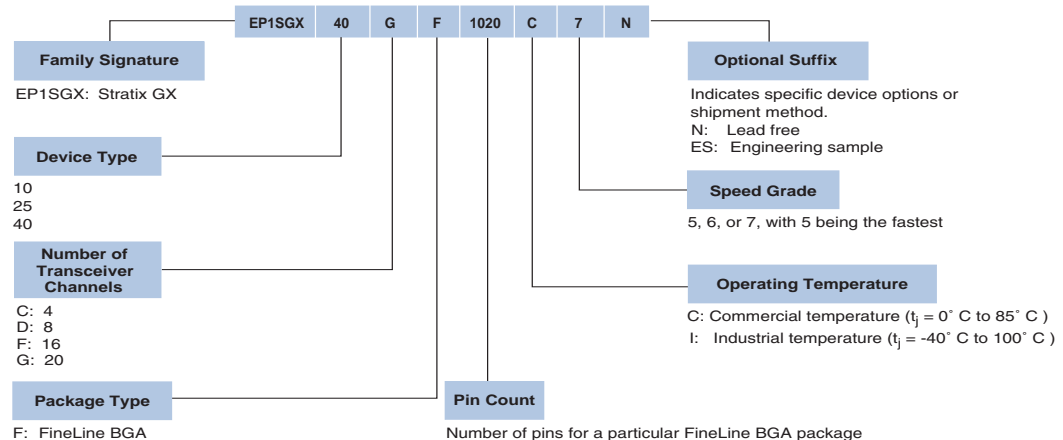 EP1SGX 40 G F 1020 C 7 N
Family Signature
EP1SGX: Stratix GX
Optional Suffix
Indicates specific device options or
shipment method.
N: Lead free
ES: Engineering sample
Device Type
10
25
40
Speed Grade
5, 6, or 7, with 5 being the fastest
Number of
Transceiver
Channels
C: 4
D: 8
F: 16
G: 20
Operating Temperature
C: Commercial temperature (tj = 0˚ C to 85˚ C )
I: Industrial temperature (tj = -40˚ C to 100˚ C )
Package Type
F: FineLine BGA
Pin Count
Number of pins for a particular FineLine BGA package